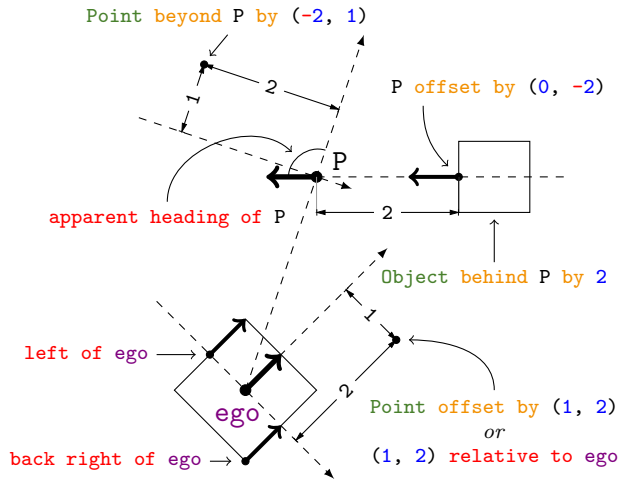 Point beyond P by (-2, 1)
2
1
P offset by (0, -2)
P
apparent heading of P
2
Object behind P by 2
1
left of ego
2
ego
Point offset by (1, 2)
or
(1, 2) relative to ego
back right of ego